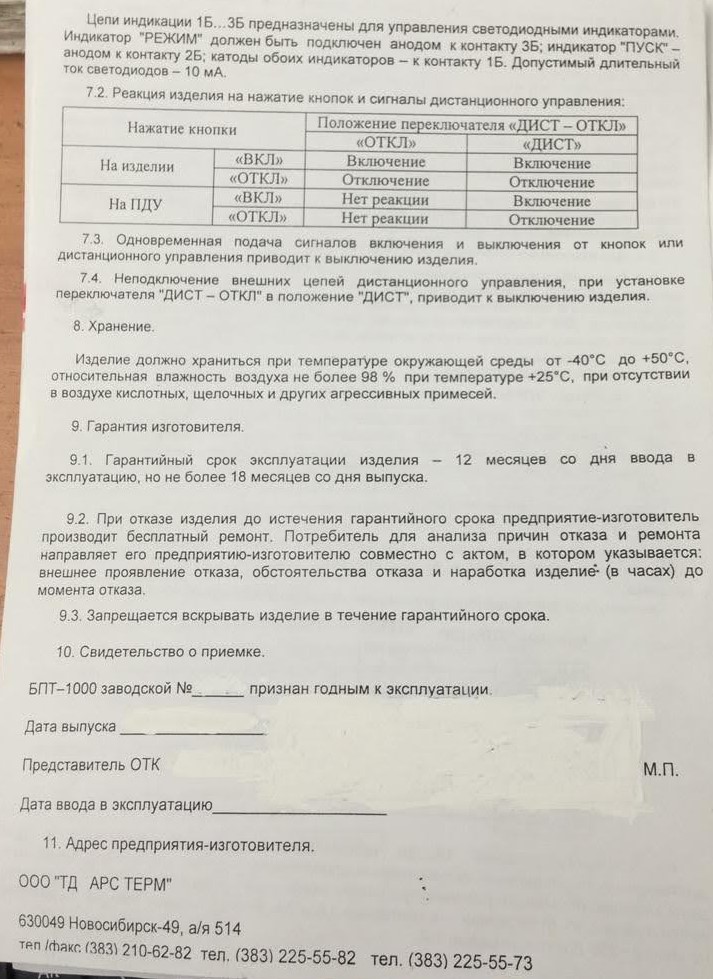 Цепи индикации 1Б...3Б предназначены для управления светодиодными индикаторами.
Индикатор "РЕЖИМ" должен быть подключен анодом к контакту 3Б; индикатор "ПУСК" –
анодом к контакту 2Б; катоды обоих индикаторов – к контакту 1Б. Допустимый длительный
ток светодиодов – 10 мА.
7.2. Реакция изделия на нажатие кнопок и сигналы дистанционного управления:
Нажатие кнопки Положение переключателя «ДИСТ – ОТКЛ»
«ОТКЛ» «ДИСТ»
На изделии «ВКЛ» Включение Включение
«ОТКЛ» Отключение Отключение
На ПДУ «ВКЛ» Нет реакции Включение
«ОТКЛ» Нет реакции Отключение
7.3. Одновременная подача сигналов включения и выключения от кнопок или
дистанционного управления приводит к выключению изделия.
7.4. Неподключение внешних цепей дистанционного управления, при установке
переключателя "ДИСТ – ОТКЛ" в положение "ДИСТ", приводит к выключению изделия.
8. Хранение.
Изделие должно храниться при температуре окружающей среды от -40°С до +50°С,
относительная влажность воздуха не более 98 % при температуре +25°С, при отсутствии
в воздухе кислотных, щелочных и других агрессивных примесей.
9. Гарантия изготовителя.
9.1. Гарантийный срок эксплуатации изделия – 12 месяцев со дня ввода в
эксплуатацию, но не более 18 месяцев со дня выпуска.
9.2. При отказе изделия до истечения гарантийного срока предприятие-изготовитель
производит бесплатный ремонт. Потребитель для анализа причин отказа и ремонта
направляет его предприятию-изготовителю совместно с актом, в котором указывается:
внешнее проявление отказа, обстоятельства отказа и наработка изделие (в часах) до
момента отказа.
9.3. Запрещается вскрывать изделие в течение гарантийного срока.
10. Свидетельство о приемке.
БПТ–1000 заводской №_ ____ признан годным к эксплуатации.
Дата выпуска ___ ____________
Представитель ОТК М.П.
Дата ввода в эксплуатацию____________________
11. Адрес предприятия-изготовителя.
ООО "ТД АРС ТЕРМ"
630049 Новосибирск-49, а/я 514
тел./факс (383) 210-62-82 тел. (383) 225-55-82 тел. (383) 225-55-73